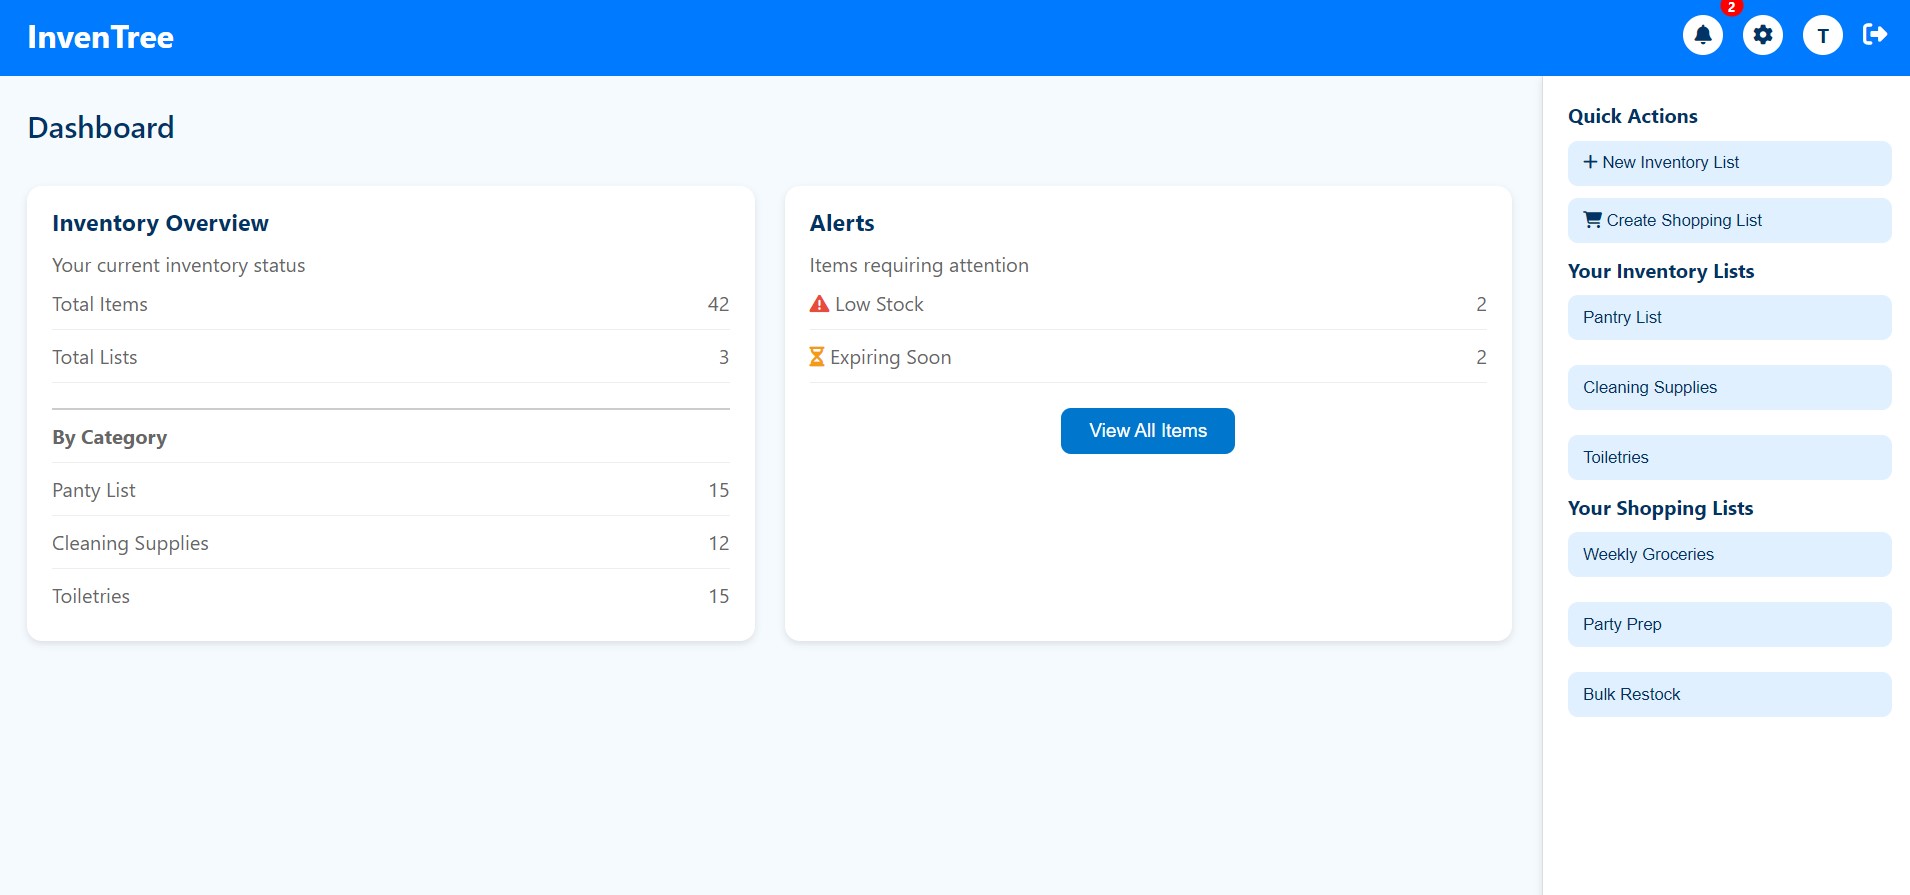 InvenTree
2
T
Dashboard
Inventory Overview
Your current inventory status
Total Items 42
Total Lists 3
By Category
Panty List 15
Cleaning Supplies 12
Toiletries 15
Alerts
Items requiring attention
Low Stock 2
Expiring Soon 2
View All Items
Quick Actions
+ New Inventory List
Create Shopping List
Your Inventory Lists
Pantry List
Cleaning Supplies
Toiletries
Your Shopping Lists
Weekly Groceries
Party Prep
Bulk Restock